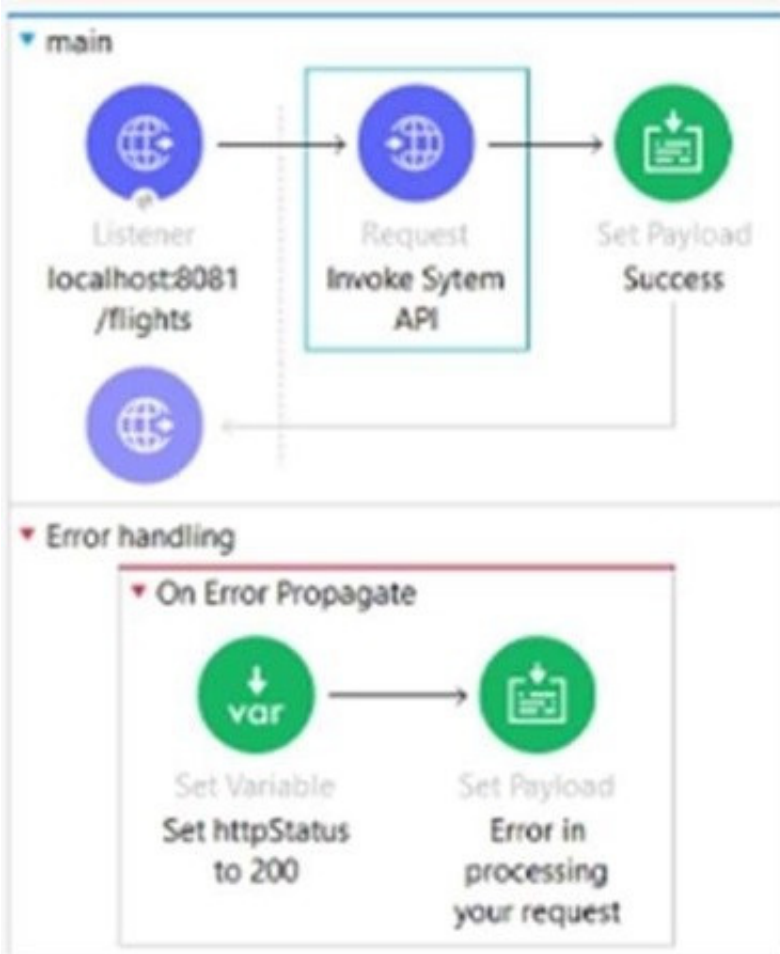 main
Listener
localhost:8081
/flights
Request
Invoke Sytem
API
Set Payload
Success
Error handling
On Error Propagate
var
Set Variable
Set httpStatus
to 200
Set Payload
Error in
processing
your request